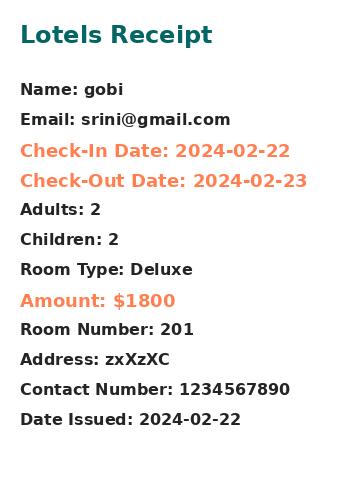 Lotels Receipt
Name: gobi
Email: srini@gmail.com
Check-In Date: 2024-02-22
Check-Out Date: 2024-02-23
Adults: 2
Children: 2
Room Type: Deluxe
Amount: $1800
Room Number: 201
Address: zxXzXC
Contact Number: 1234567890
Date Issued: 2024-02-22